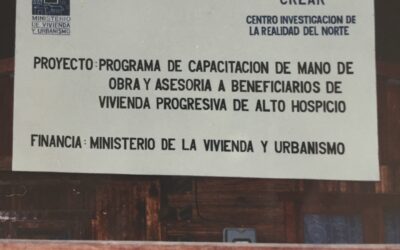 MINISTERIO
DE VIVIENDA
Y URBANISMO
CREAR
CENTRO INVESTIGACION DE
LA REALIDAD DEL NORTE
PROYECTO: PROGRAMA DE CAPACITACION DE MANO DE
OBRA Y ASESORIA A BENEFICIARIOS DE
VIVIENDA PROGRESIVA DE ALTO HOSPICIO
FINANCIA: MINISTERIO DE LA VIVIENDA Y URBANISMO